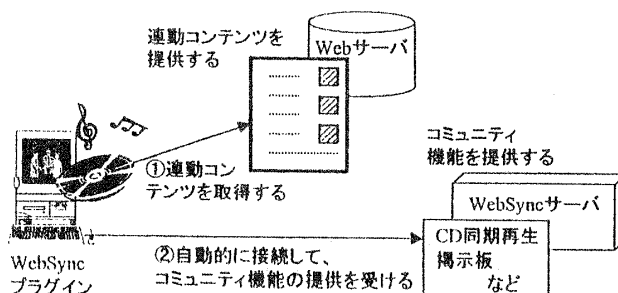 連動コンテンツを
提供する
Webサーバ
①連動コン
テンツを取得する
コミュニティ
機能を提供する
WebSyncサーバ
CD同期再生
掲示板
など
WebSync
プラグイン
②自動的に接続して、
コミュニティ機能の提供を受ける